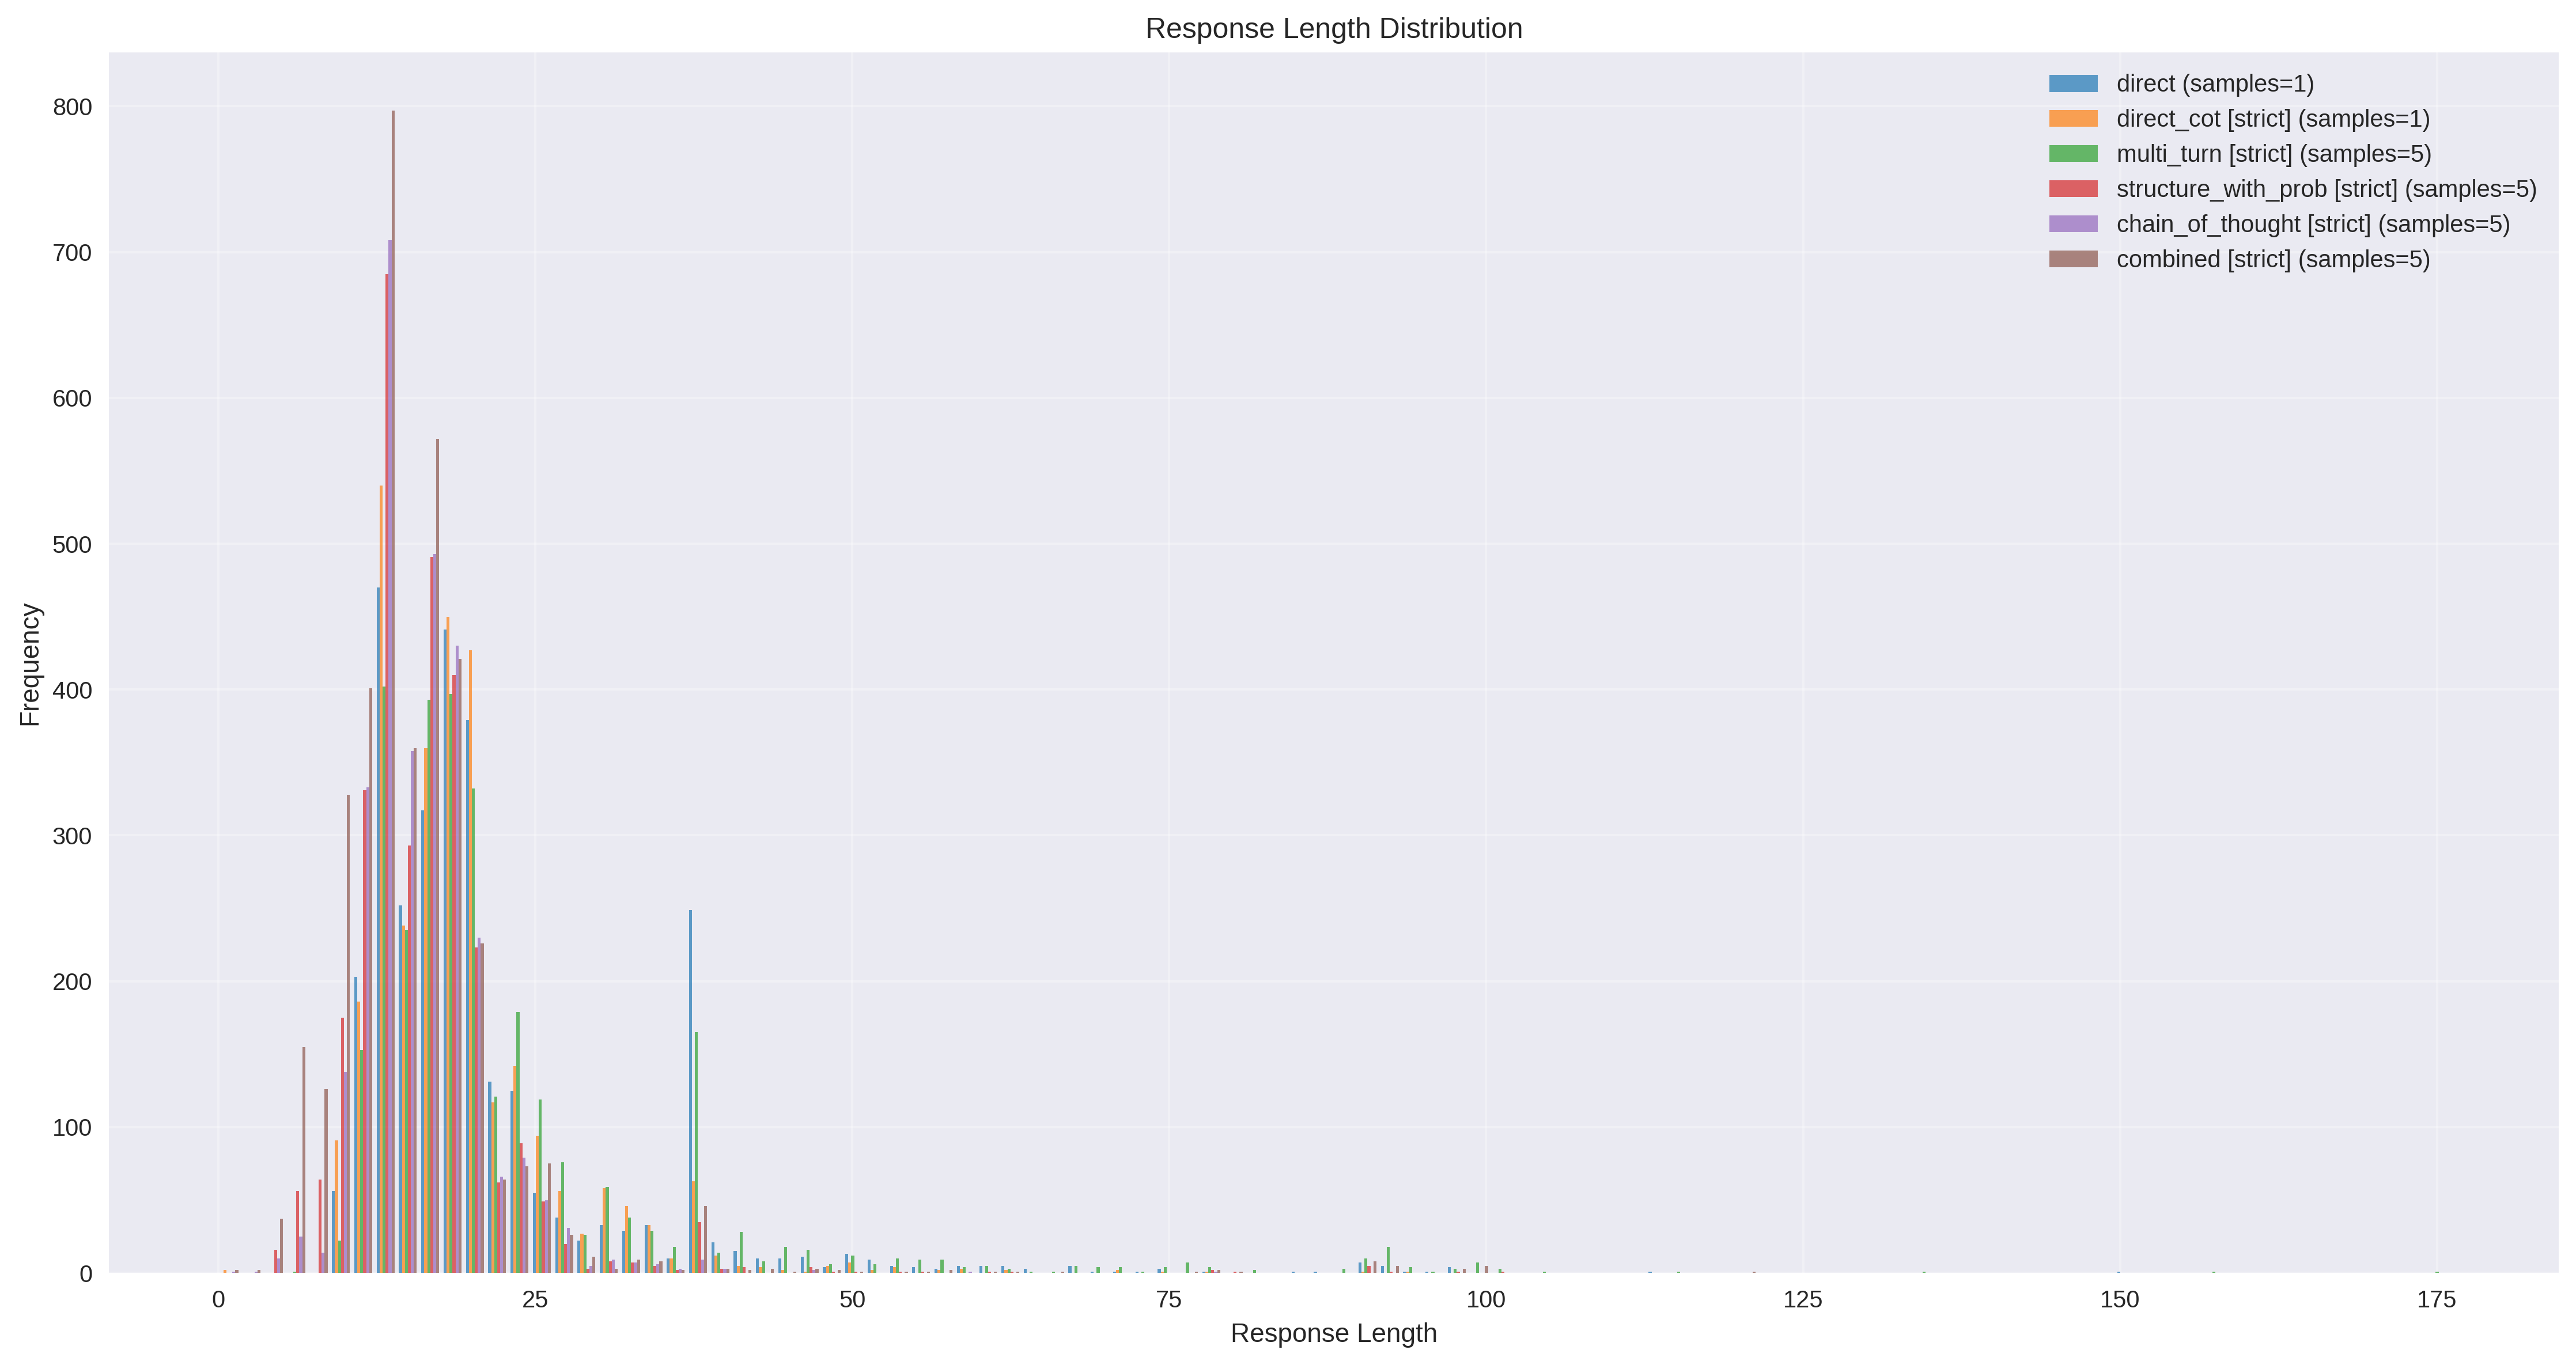 Response Length Distribution
direct (samples=1)
direct_cot [strict] (samples=1)
multi_turn [strict] (samples=5)
structure_with_prob [strict] (samples=5)
chain_of_thought [strict] (samples=5)
combined [strict] (samples=5)
800
700
600
500
400
300
200
100
0
Frequency
0 25 50 75 100 125 150 175
Response Length